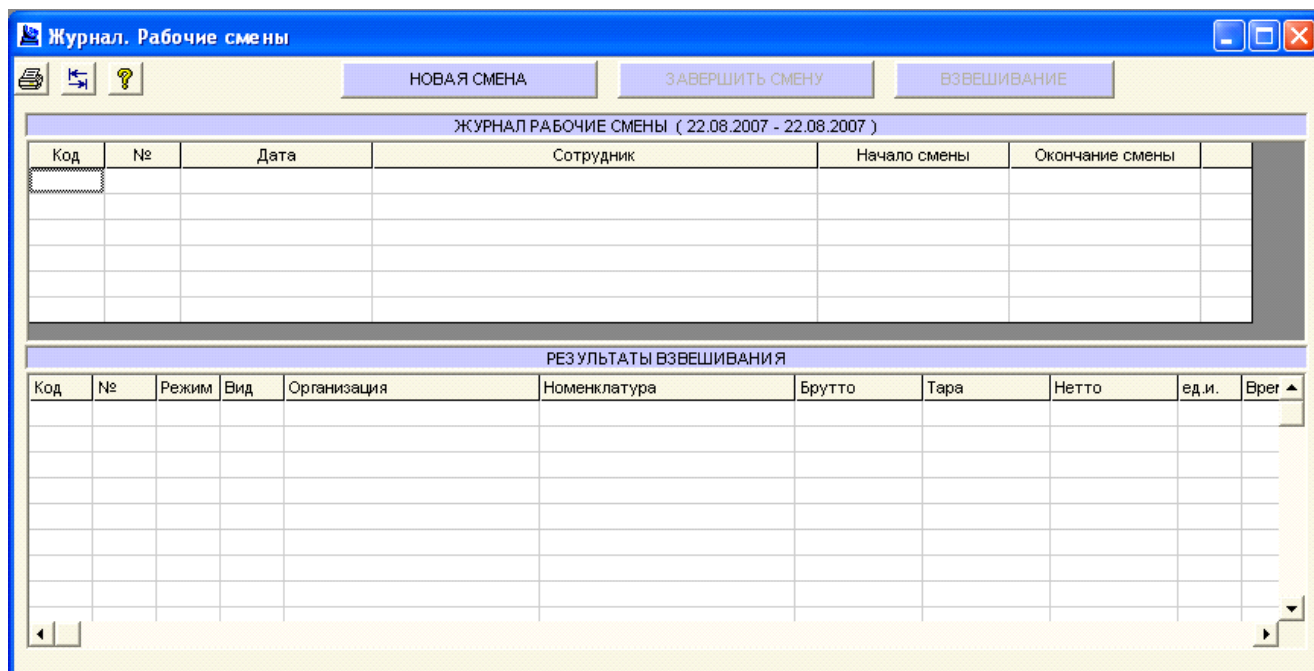 Журнал. Рабочие смены
НОВАЯ СМЕНА ЗАВЕРШИТЬ СМЕНУ ВЗВЕШИВАНИЕ
ЖУРНАЛ РАБОЧИЕ СМЕНЫ ( 22.08.2007 - 22.08.2007 )
Код № Дата Сотрудник Начало смены Окончание смены
РЕЗУЛЬТАТЫ ВЗВЕШИВАНИЯ
Код № Режим Вид Организация Номенклатура Брутто Тара Нетто ед.и.